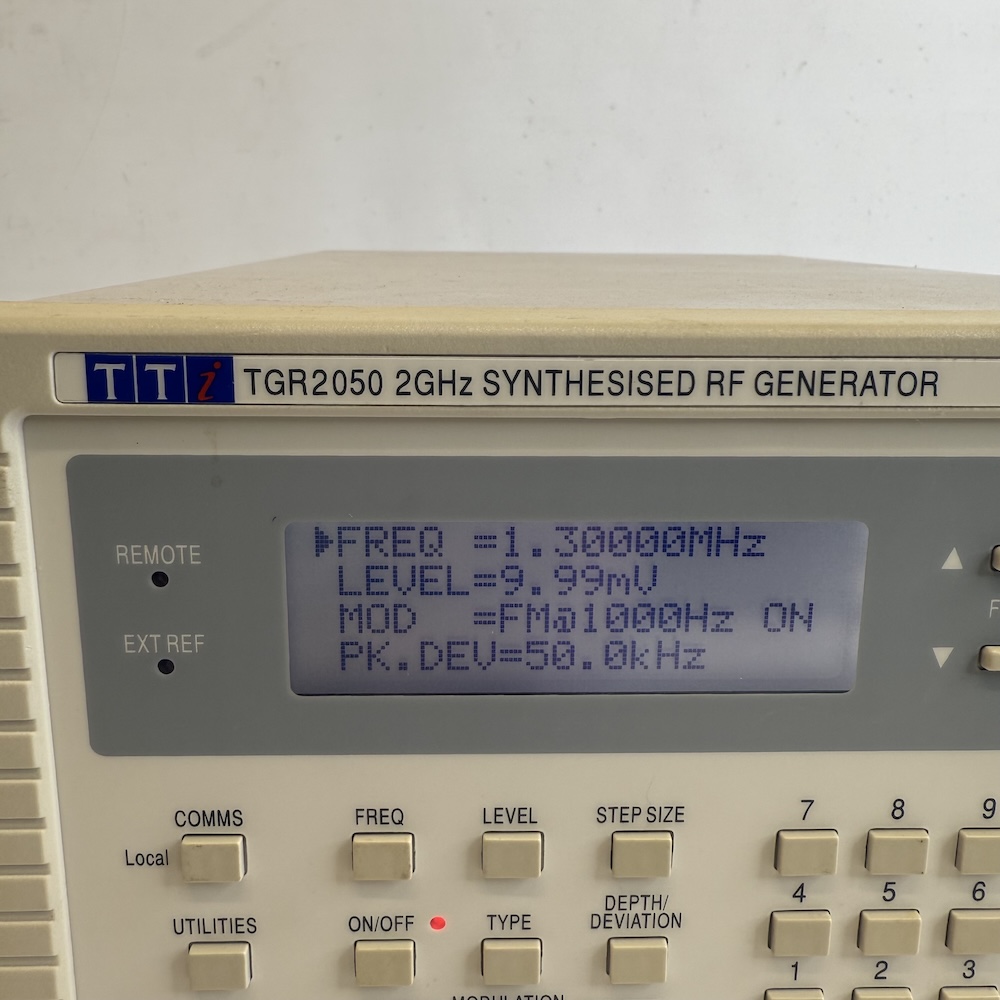 TTi TGR2050 2GHz SYNTHESISED RF GENERATOR
REMOTE
EXT REF
▶FREQ =1.30000MHz
LEVEL=9.99mV
MOD =FM@1000Hz ON
PK.DEV=50.0kHz
▲ F
▼
COMMS FREQ LEVEL STEP SIZE 7 8 9
Local
4 5 6
UTILITIES ON/OFF TYPE DEPTH/
DEVIATION
1 2 3
MODULATION